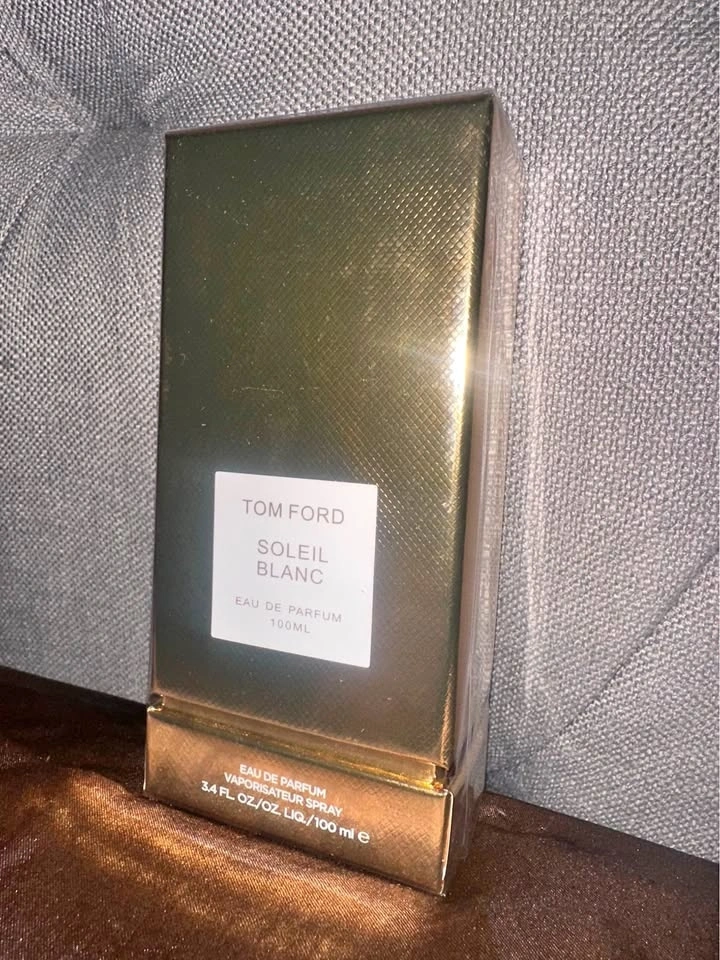 TOM FORD
SOLEIL
BLANC
EAU DE PARFUM
100ML
EAU DE PARFUM
VAPORISATEUR SPRAY
3.4 FL. OZ./OZ. LIQ./100 ml e